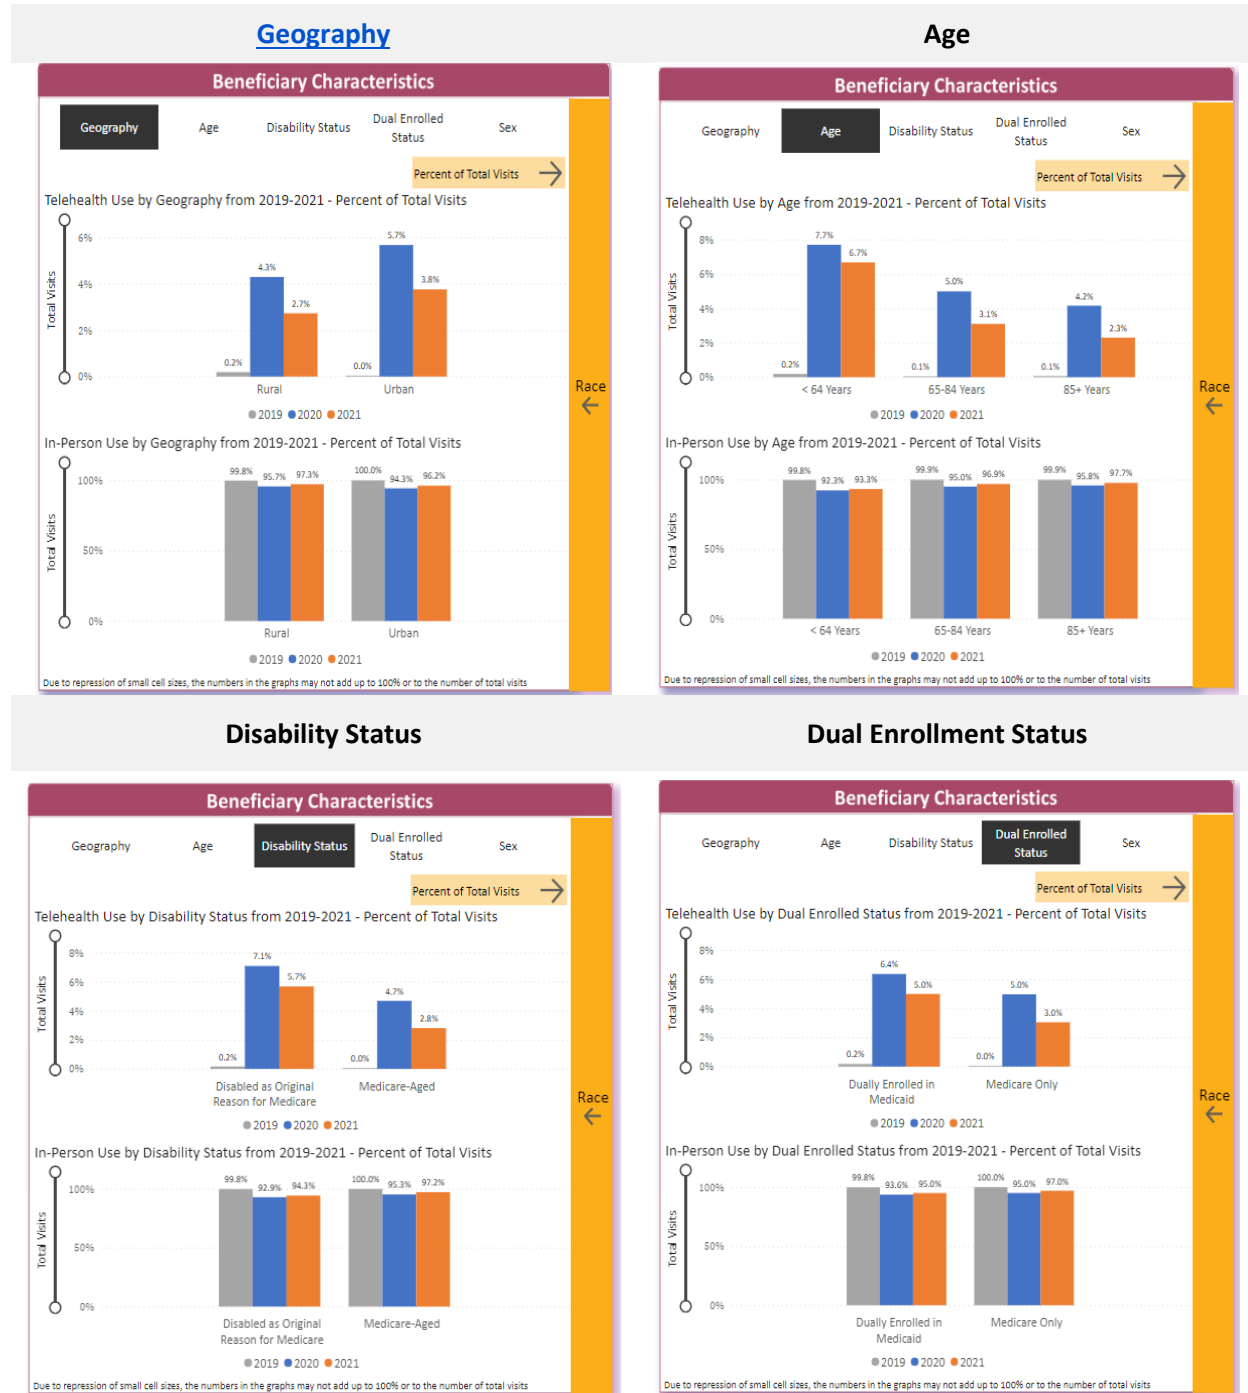 Geography
Age
Beneficiary Characteristics
Geography
Age
Disability Status
Dual Enrolled
Status
Sex
Percent of Total Visits
Telehealth Use by Geography from 2019-2021 - Percent of Total Visits
Total Visits
6%
4%
2%
0%
0.2%
4.3%
2.7%
0.0%
5.7%
3.8%
Rural
Urban
2019 2020 2021
In-Person Use by Geography from 2019-2021 - Percent of Total Visits
Total Visits
100%
50%
0%
99.8%
95.7%
97.3%
100.0%
94.3%
96.2%
Rural
Urban
2019 2020 2021
Due to repression of small cell sizes, the numbers in the graphs may not add up to 100% or to the number of total visits
Race
Beneficiary Characteristics
Geography
Age
Disability Status
Dual Enrolled
Status
Sex
Percent of Total Visits
Telehealth Use by Age from 2019-2021 - Percent of Total Visits
Total Visits
8%
6%
4%
2%
0%
0.2%
7.7%
6.7%
0.1%
5.0%
3.1%
0.1%
4.2%
2.3%
< 64 Years
65-84 Years
85+ Years
2019 2020 2021
In-Person Use by Age from 2019-2021 - Percent of Total Visits
Total Visits
100%
50%
0%
99.8%
92.3%
93.3%
99.9%
95.0%
96.9%
99.9%
95.8%
97.7%
< 64 Years
65-84 Years
85+ Years
2019 2020 2021
Due to repression of small cell sizes, the numbers in the graphs may not add up to 100% or to the number of total visits
Race
Disability Status
Dual Enrollment Status
Beneficiary Characteristics
Geography
Age
Disability Status
Dual Enrolled
Status
Sex
Percent of Total Visits
Telehealth Use by Disability Status from 2019-2021 - Percent of Total Visits
Total Visits
8%
6%
4%
2%
0%
0.2%
7.1%
5.7%
0.0%
4.7%
2.8%
Disabled as Original
Reason for Medicare
Medicare-Aged
2019 2020 2021
In-Person Use by Disability Status from 2019-2021 - Percent of Total Visits
Total Visits
100%
50%
0%
99.8%
92.9%
94.3%
100.0%
95.3%
97.2%
Disabled as Original
Reason for Medicare
Medicare-Aged
2019 2020 2021
Due to repression of small cell sizes, the numbers in the graphs may not add up to 100% or to the number of total visits
Race
Beneficiary Characteristics
Geography
Age
Disability Status
Dual Enrolled
Status
Sex
Percent of Total Visits
Telehealth Use by Dual Enrolled Status from 2019-2021 - Percent of Total Visits
Total Visits
8%
6%
4%
2%
0%
0.2%
6.4%
5.0%
0.0%
5.0%
3.0%
Dually Enrolled in
Medicaid
Medicare Only
2019 2020 2021
In-Person Use by Dual Enrolled Status from 2019-2021 - Percent of Total Visits
Total Visits
100%
50%
0%
99.8%
93.6%
95.0%
100.0%
95.0%
97.0%
Dually Enrolled in
Medicaid
Medicare Only
2019 2020 2021
Due to repression of small cell sizes, the numbers in the graphs may not add up to 100% or to the number of total visits
Race